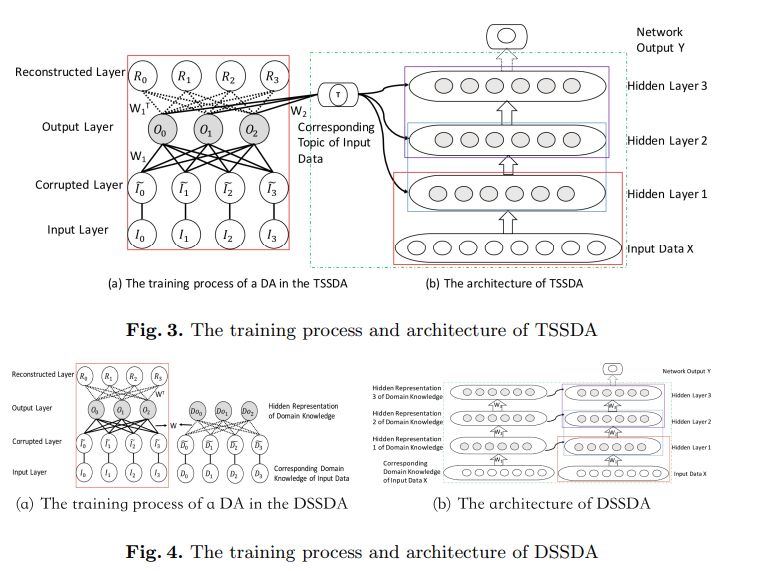 Network
Output Y
Reconstructed Layer R0 R1 R2 R3
Hidden Layer 3
W1^T
W2
T
Output Layer O0 O1 O2
Corresponding
Topic of Input
Data
Hidden Layer 2
W1
Corrupted Layer Ĩ0 Ĩ1 Ĩ2 Ĩ3
Hidden Layer 1
Input Layer I0 I1 I2 I3
Input Data X
(a) The training process of a DA in the TSSDA
(b) The architecture of TSSDA
Fig. 3. The training process and architecture of TSSDA
Reconstructed Layer R0 R1 R2 R3
W^T
Output Layer O0 O1 O2
Do0 Do1 Do2
Hidden Representation
of Domain Knowledge
W
Corrupted Layer Ĩ0 Ĩ1 Ĩ2 Ĩ3
D̃0 D̃1 D̃2 D̃3
Input Layer I0 I1 I2 I3
D0 D1 D2 D3
Corresponding Domain
Knowledge of Input Data
Network Output Y
Hidden Representation
3 of Domain Knowledge
Hidden Layer 3
Hidden Representation
2 of Domain Knowledge
Hidden Layer 2
Hidden Representation
1 of Domain Knowledge
Hidden Layer 1
Corresponding
Domain Knowledge
of Input Data X
Input Data X
(a) The training process of a DA in the DSSDA
(b) The architecture of DSSDA
Fig. 4. The training process and architecture of DSSDA